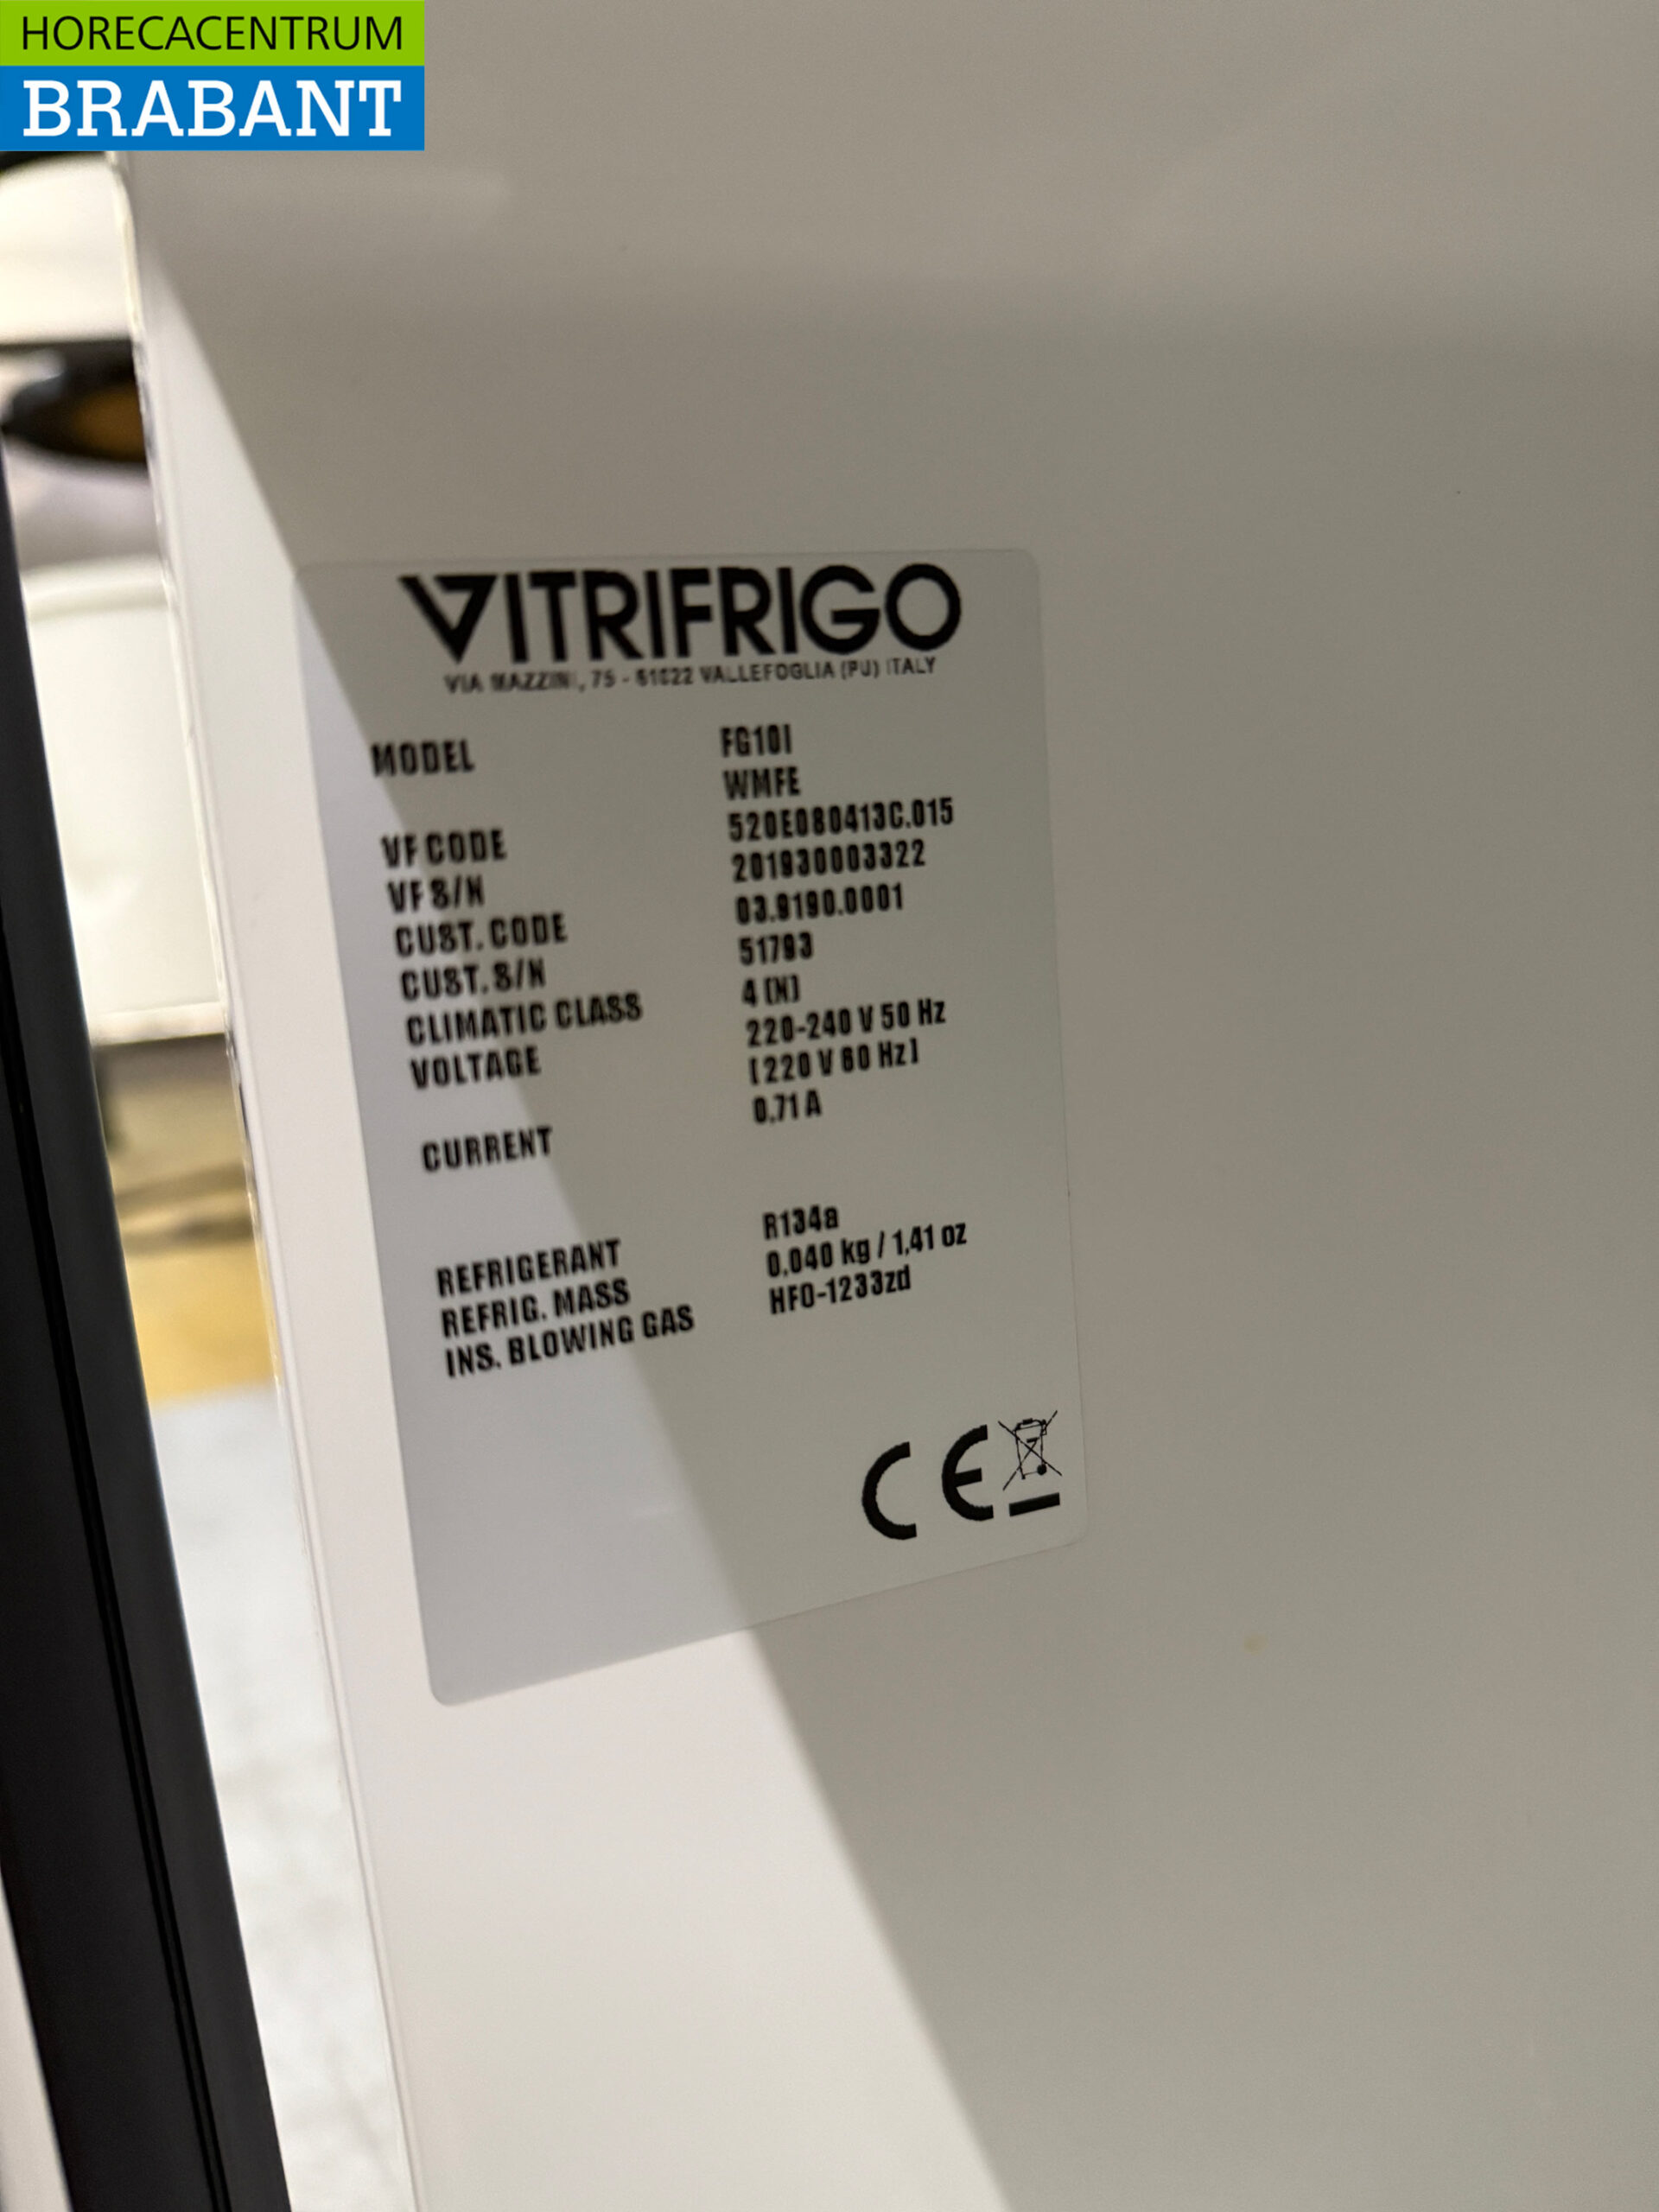 HORECACENTRUM
BRABANT
VITRIFRIGO
VIA MAZZINI, 75 - 61022 VALLEFOGLIA (PU) ITALY
MODEL FG10I
WMFE
VF CODE 520E080413C.015
VF S/N 201930003322
CUST. CODE 03.9190.0001
CUST. S/N 51793
CLIMATIC CLASS 4 (N)
VOLTAGE 220-240 V 50 Hz
[220 V 60 Hz]
CURRENT 0,71 A
REFRIGERANT R134a
REFRIG. MASS 0,040 kg / 1,41 oz
INS. BLOWING GAS HFO-1233zd
CE